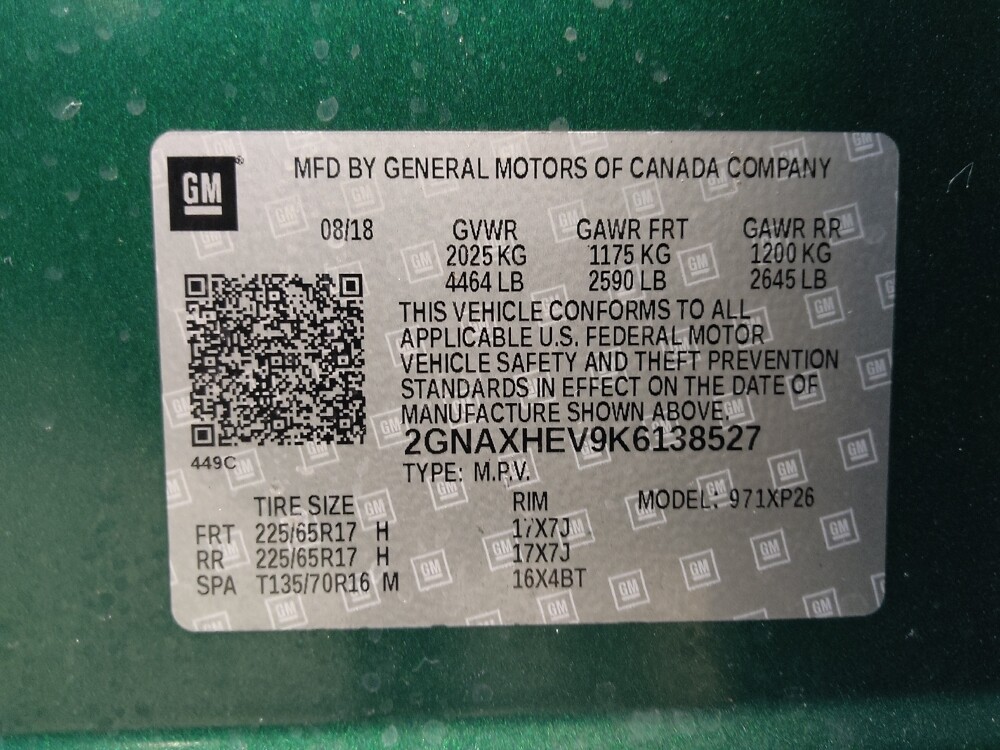 GM
MFD BY GENERAL MOTORS OF CANADA COMPANY
08/18 GVWR GAWR FRT GAWR RR
2025 KG 1175 KG 1200 KG
4464 LB 2590 LB 2645 LB
THIS VEHICLE CONFORMS TO ALL
APPLICABLE U.S. FEDERAL MOTOR
VEHICLE SAFETY AND THEFT PREVENTION
STANDARDS IN EFFECT ON THE DATE OF
MANUFACTURE SHOWN ABOVE.
2GNAXHEV9K6138527
449C
TYPE: M.P.V.
TIRE SIZE RIM MODEL: 971XP26
FRT 225/65R17 H 17X7J
RR 225/65R17 H 17X7J
SPA T135/70R16 M 16X4BT